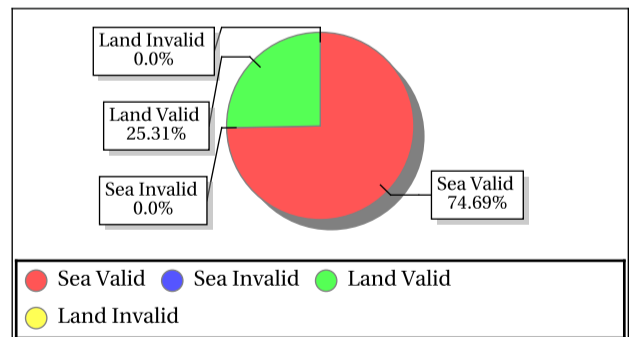 Land Invalid
0.0%
Land Valid
25.31%
Sea Invalid
0.0%
Sea Valid
74.69%
Sea Valid Sea Invalid Land Valid
Land Invalid